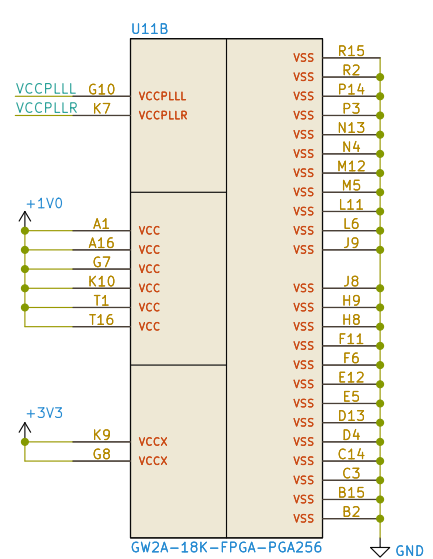 U11B
VCCPLLL G10 VCCPLLL
VCCPLLR K7 VCCPLLR
+1V0
A1 VCC
A16 VCC
G7 VCC
K10 VCC
T1 VCC
T16 VCC
+3V3
K9 VCCX
G8 VCCX
VSS R15
VSS R2
VSS P14
VSS P3
VSS N13
VSS N4
VSS M12
VSS M5
VSS L11
VSS L6
VSS J9
VSS J8
VSS H9
VSS H8
VSS F11
VSS F6
VSS E12
VSS E5
VSS D13
VSS D4
VSS C14
VSS C3
VSS B15
VSS B2
GW2A-18K-FPGA-PGA256
GND